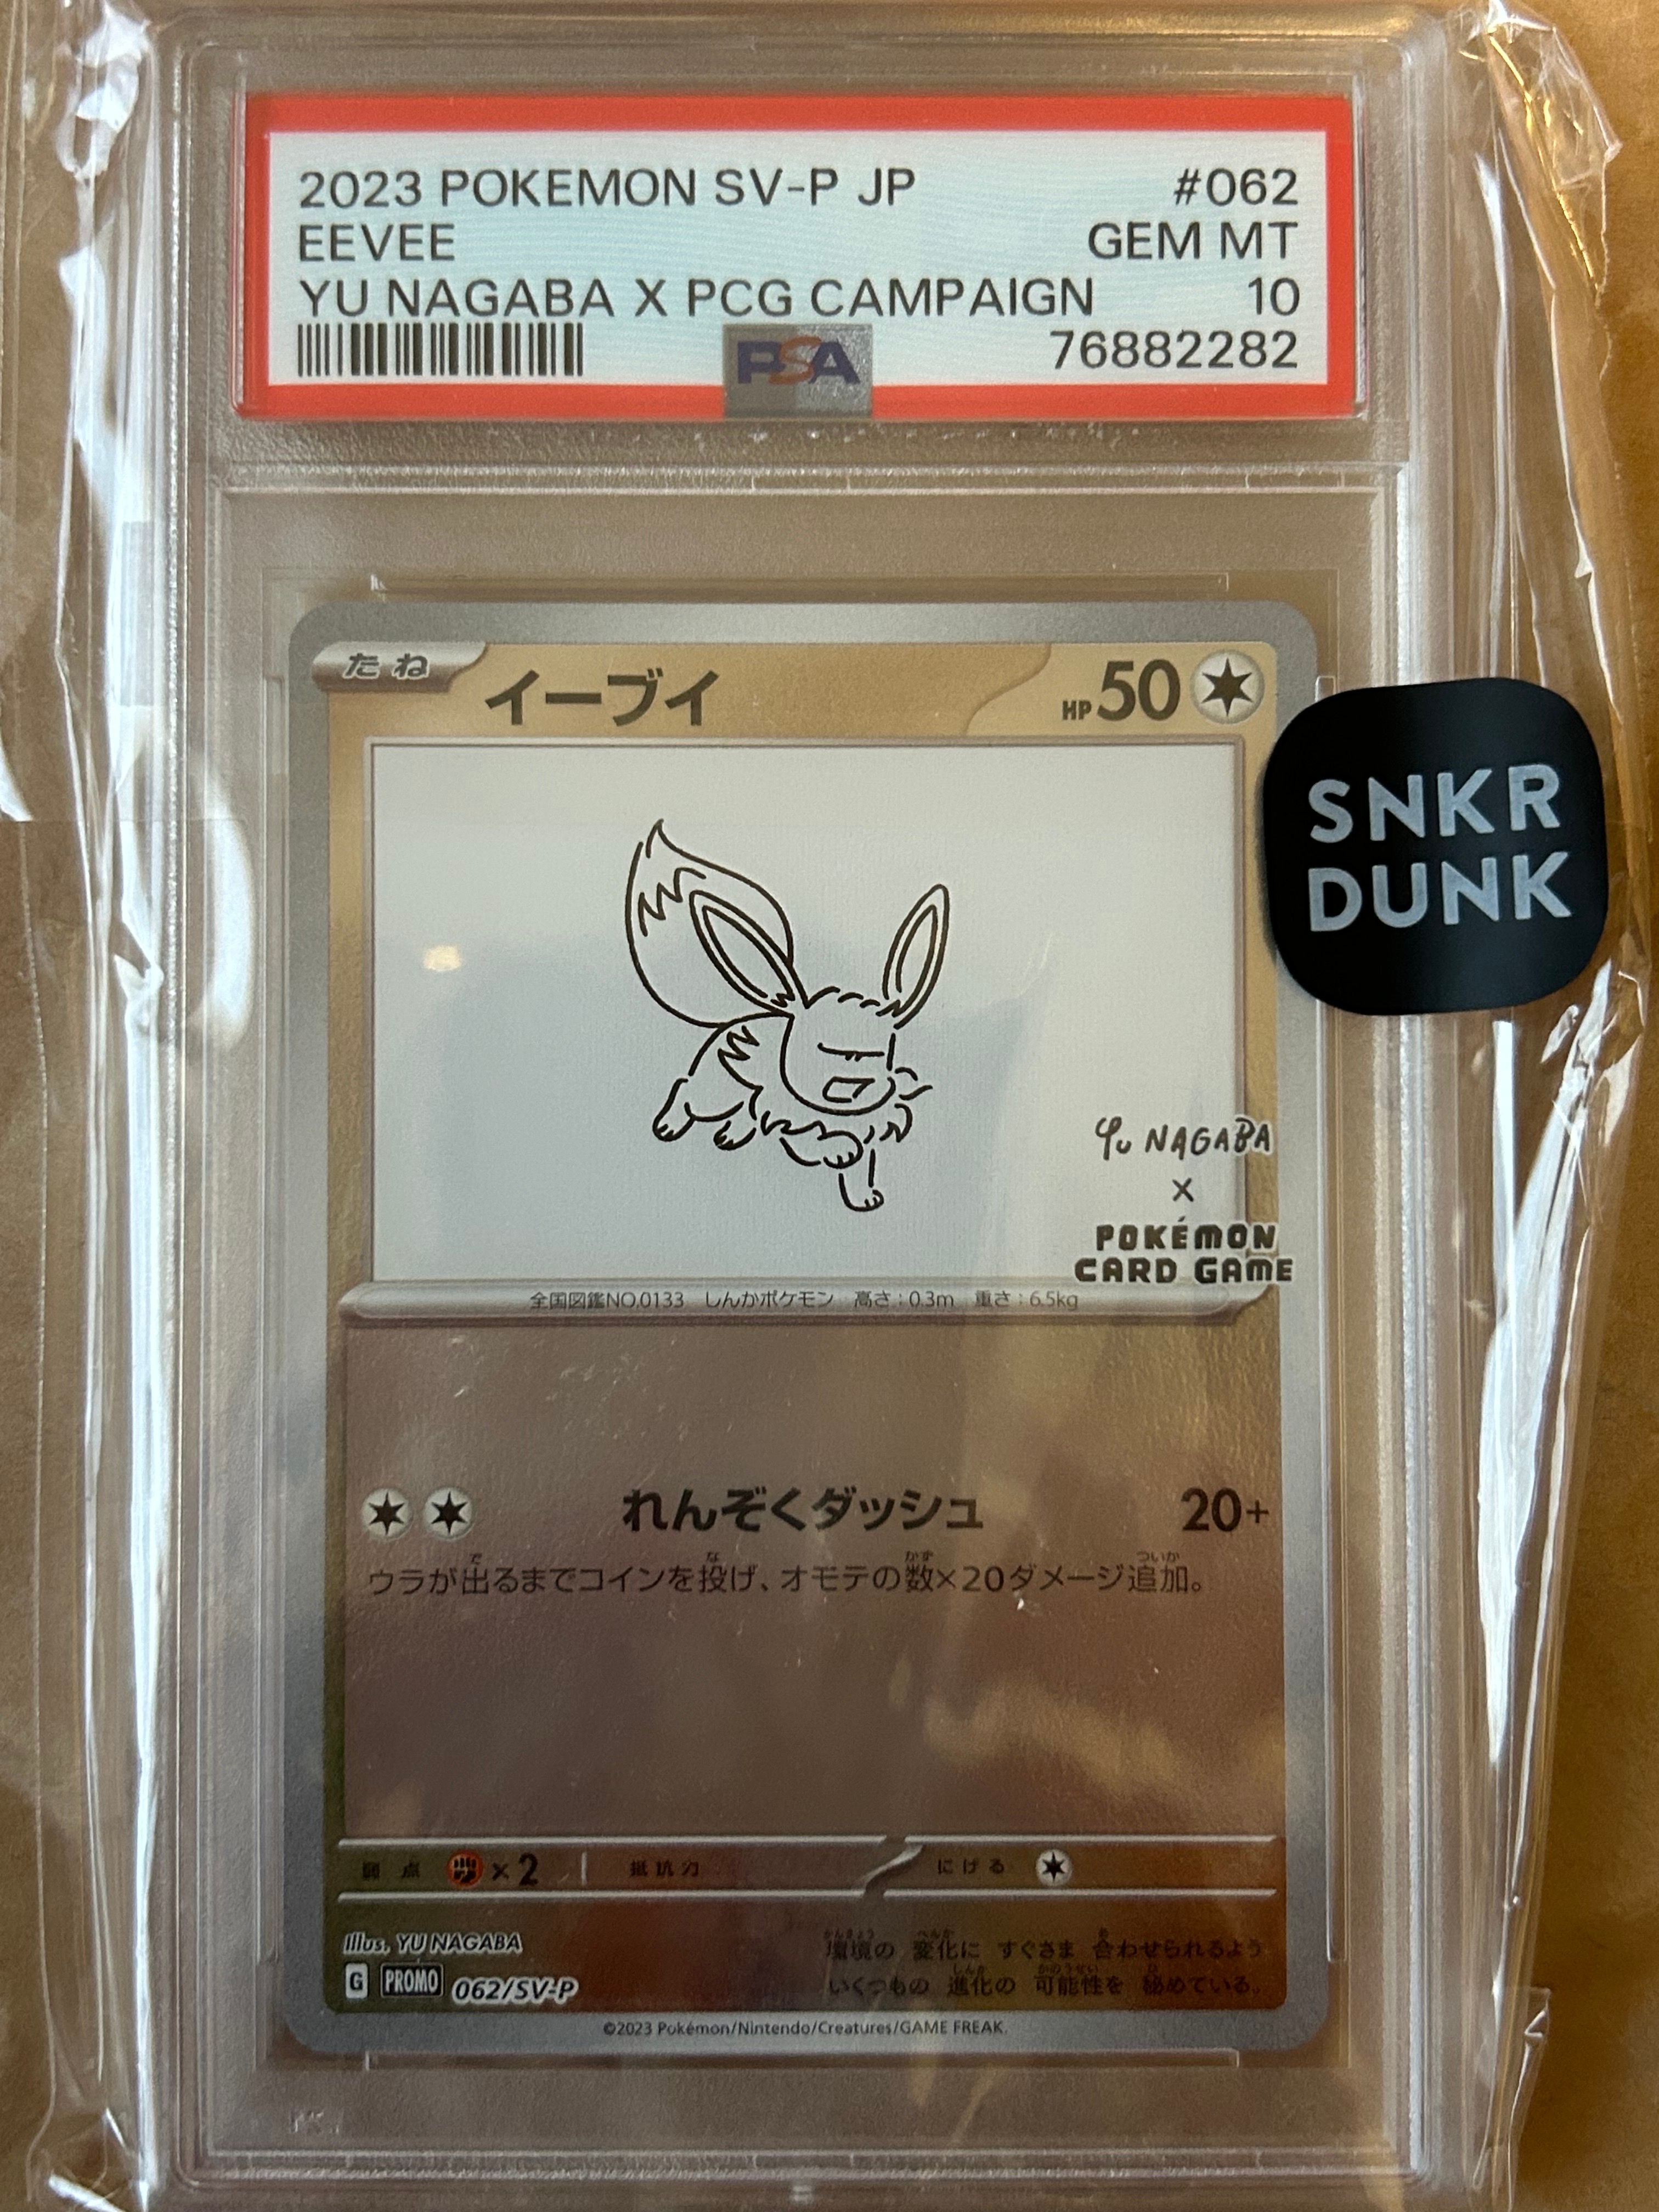 2023 POKEMON SV-P JP #062
EEVEE GEM MT
YU NAGABA X PCG CAMPAIGN 10
PSA 76882282
たね イーブイ HP50
SNKR
DUNK
Yu NAGABA
×
POKÉMON
CARD GAME
全国図鑑NO.0133 しんかポケモン 高さ:0.3m 重さ:6.5kg
れんぞくダッシュ 20+
ウラが出るまでコインを投げ、オモテの数×20ダメージ追加。
弱点 ×2 抵抗力 にげる
Illus. YU NAGABA
環境の 変化に すぐさま 合わせられるよう
G PROMO 062/SV-P
いくつもの 進化の 可能性を 秘めている。
©2023 Pokémon/Nintendo/Creatures/GAME FREAK.